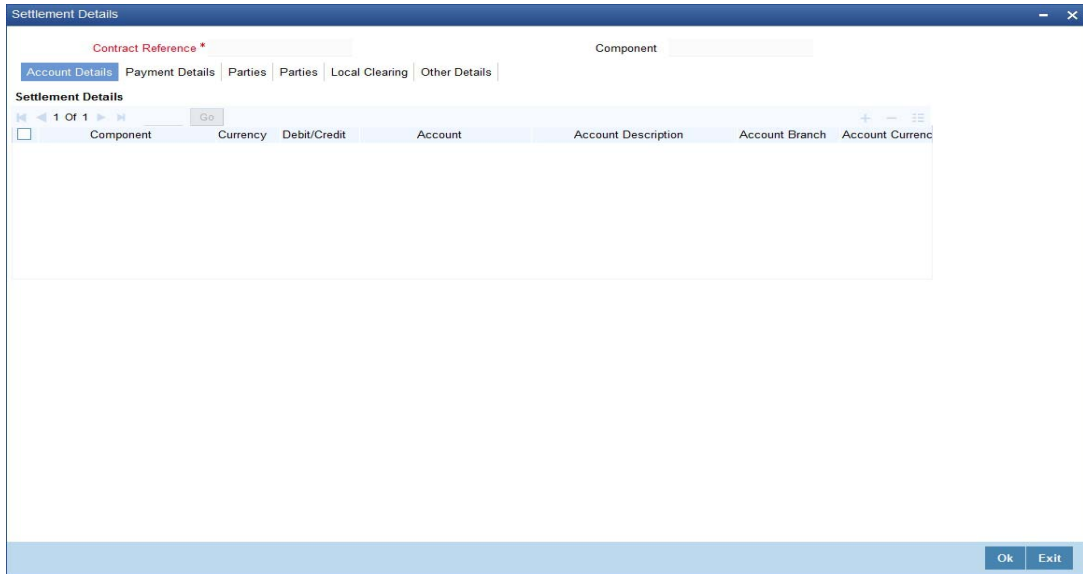 Settlement Details
Contract Reference * Component
Account Details Payment Details Parties Parties Local Clearing Other Details
Settlement Details
1 Of 1 Go
Component Currency Debit/Credit Account Account Description Account Branch Account Currenc
Ok Exit